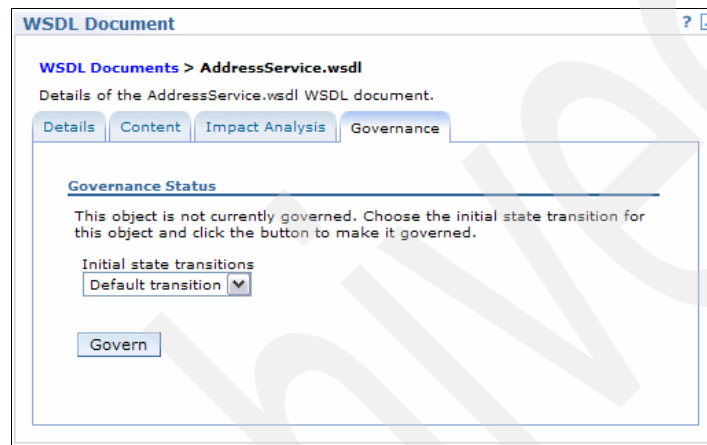 WSDL Document ?
WSDL Documents > AddressService.wsdl
Details of the AddressService.wsdl WSDL document.
Details Content Impact Analysis Governance
Governance Status
This object is not currently governed. Choose the initial state transition for
this object and click the button to make it governed.
Initial state transitions
Default transition
Govern